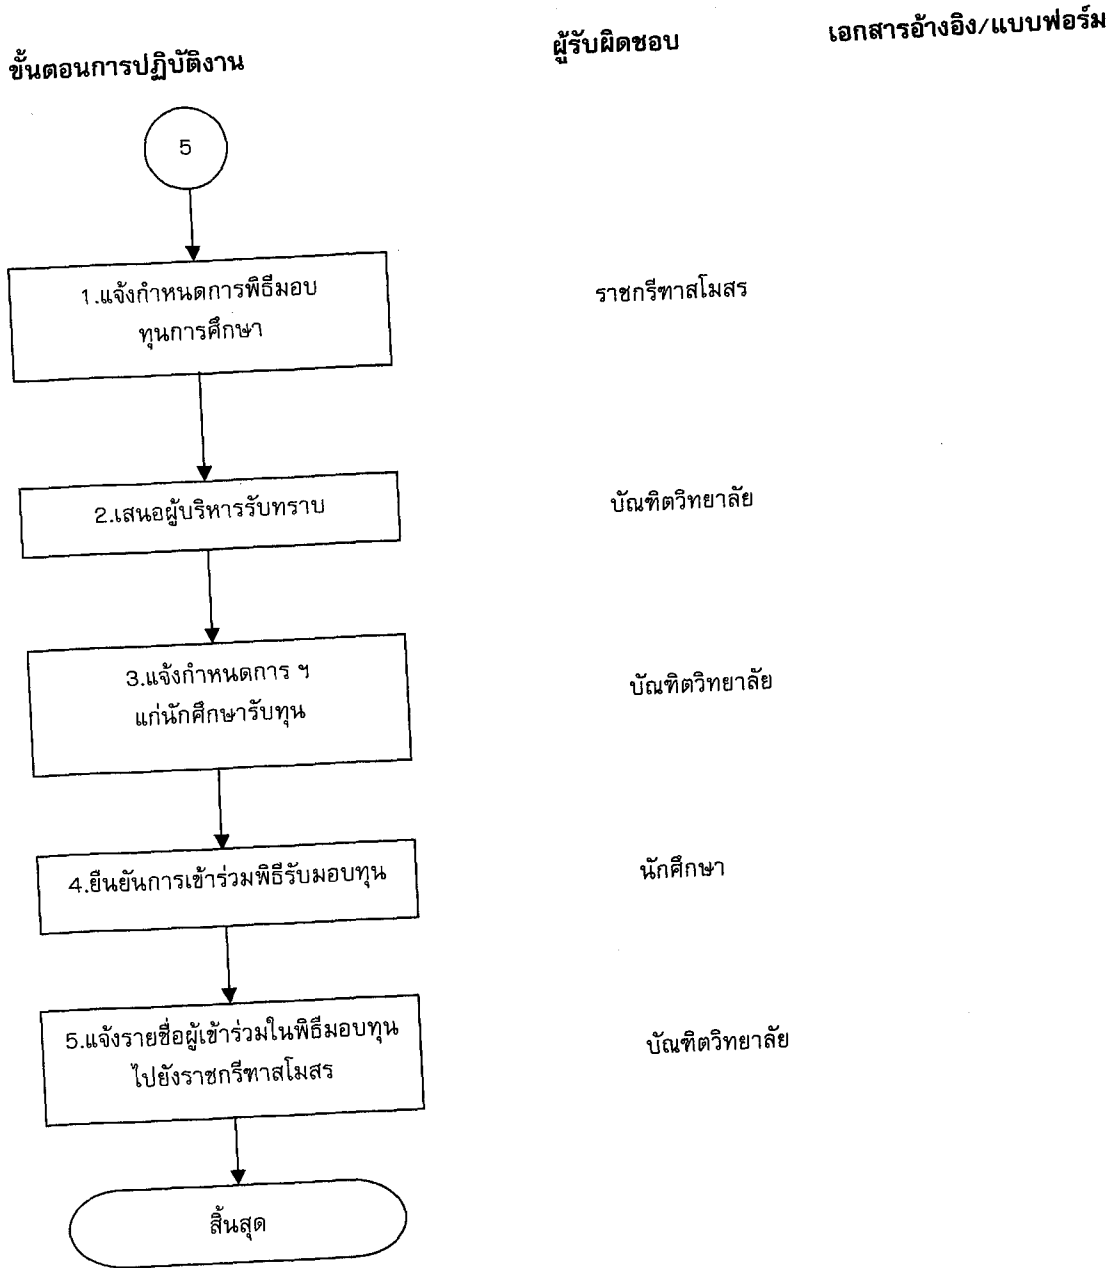 ขั้นตอนการปฏิบัติงาน ผู้รับผิดชอบ เอกสารอ้างอิง/แบบฟอร์ม
5
1.แจ้งกำหนดการพิธีมอบ
ทุนการศึกษา
ราชกรีฑาสโมสร
2.เสนอผู้บริหารรับทราบ
บัณฑิตวิทยาลัย
3.แจ้งกำหนดการ ฯ
แก่นักศึกษารับทุน
บัณฑิตวิทยาลัย
4.ยืนยันการเข้าร่วมพิธีรับมอบทุน
นักศึกษา
5.แจ้งรายชื่อผู้เข้าร่วมในพิธีมอบทุน
ไปยังราชกรีฑาสโมสร
บัณฑิตวิทยาลัย
สิ้นสุด